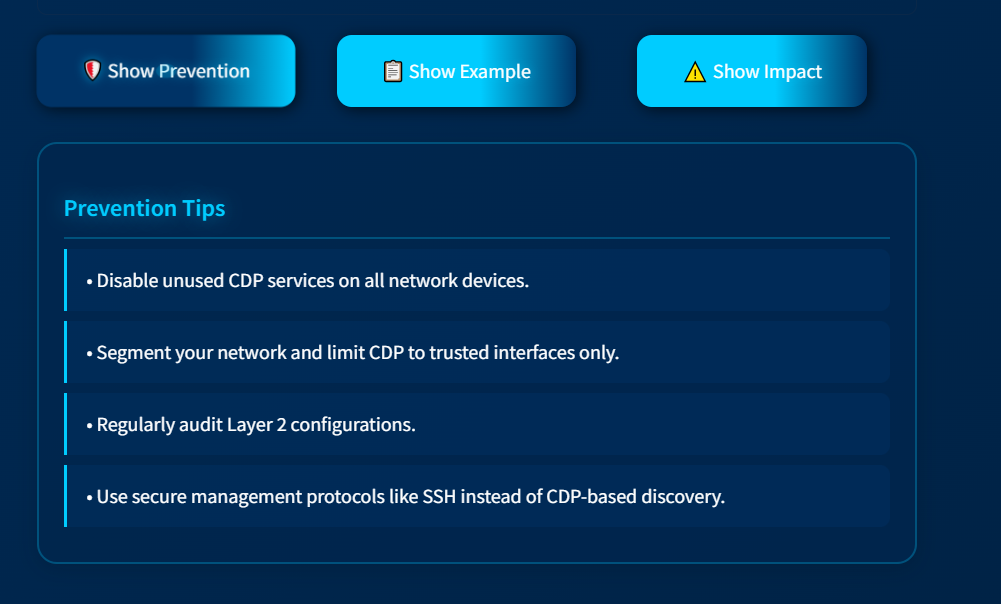 Show Prevention
Show Example
Show Impact
Prevention Tips
• Disable unused CDP services on all network devices.
• Segment your network and limit CDP to trusted interfaces only.
• Regularly audit Layer 2 configurations.
• Use secure management protocols like SSH instead of CDP-based discovery.